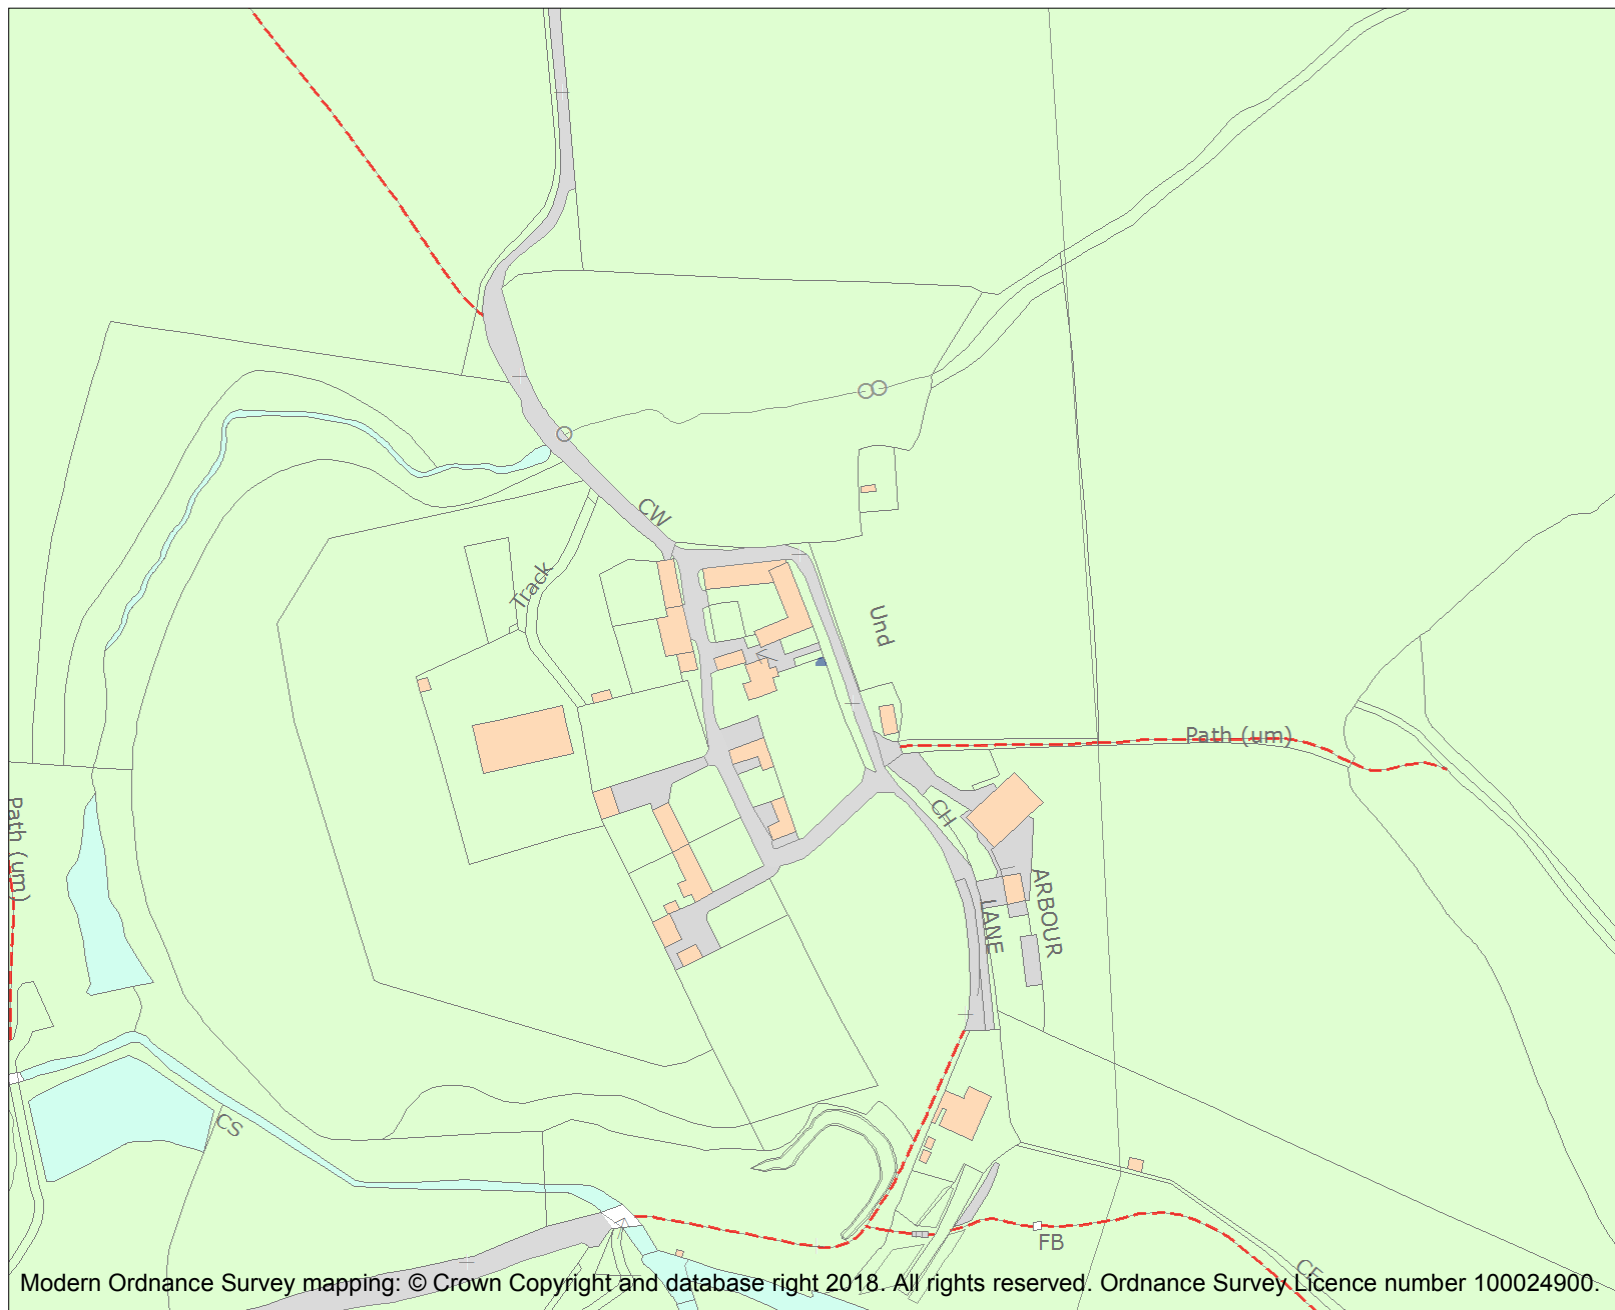 CW
Track
Und
Path (um)
Path (um)
CH
ARBOUR
LANE
CS
FB
Modern Ordnance Survey mapping: © Crown Copyright and database right 2018. All rights reserved. Ordnance Survey Licence number 100024900.